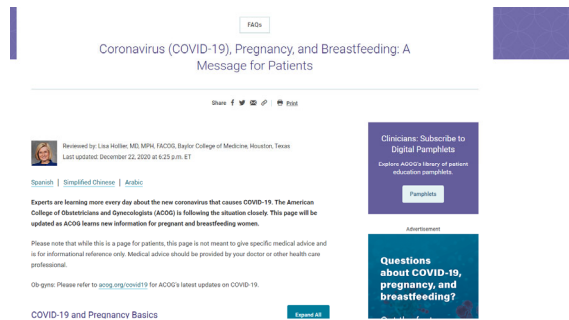 FAQs
Coronavirus (COVID-19), Pregnancy, and Breastfeeding: A
Message for Patients
Share
Print
Reviewed by: Lisa Hollier, MD, MPH, FACOG, Baylor College of Medicine, Houston, Texas
Last updated: December 22, 2020 at 6:25 p.m. ET
Spanish | Simplified Chinese | Arabic
Experts are learning more every day about the new coronavirus that causes COVID-19. The American
College of Obstetricians and Gynecologists (ACOG) is following the situation closely. This page will be
updated as ACOG learns new information for pregnant and breastfeeding women.
Please note that while this is a page for patients, this page is not meant to give specific medical advice and
is for informational reference only. Medical advice should be provided by your doctor or other health care
professional.
Ob-gyns: Please refer to acog.org/covid19 for ACOG's latest updates on COVID-19.
COVID-19 and Pregnancy Basics
Expand All
Clinicians: Subscribe to
Digital Pamphlets
Explore ACOG's library of patient
education pamphlets.
Pamphlets
Advertisement
Questions
about COVID-19,
pregnancy, and
breastfeeding?